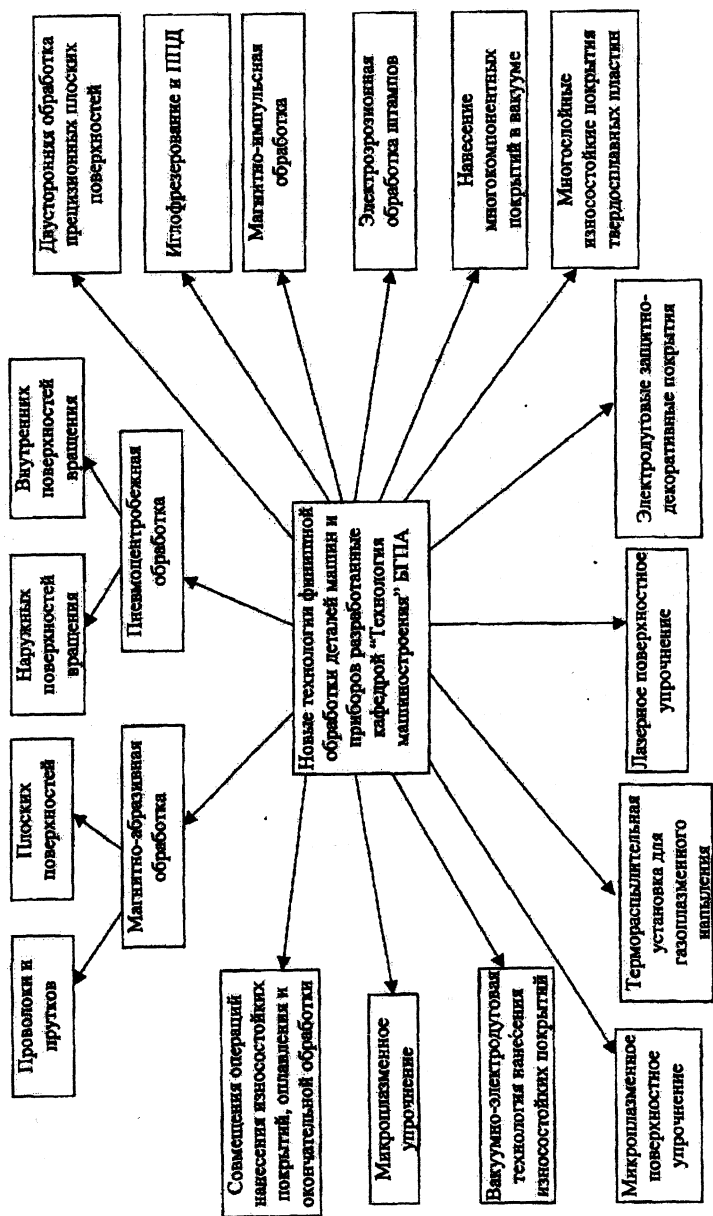 Проволоки и
прутков
Плоских
поверхностей
Наружных
поверхностей
вращения
Внутренних
поверхностей
вращения
Магнитно-абразивная
обработка
Пневмоцентробежная
обработка
Двусторонняя обработка
прецизионных плоских
поверхностей
Иглофрезерование и ППД
Магнитно-импульсная
обработка
Электроэрозионная
обработка штампов
Нанесение
многокомпонентных
покрытий в вакууме
Многослойные
износостойкие покрытия
твердосплавных пластин
Новые технологии финишной
обработки деталей машин и
приборов разработанные
кафедрой "Технология
машиностроения" БГПА
Совмещения операций
нанесения износостойких
покрытий, оплавления и
окончательной обработки
Микроплазменное
упрочнение
Вакуумно-электродуговая
технология нанесения
износостойких покрытий
Микроплазменное
поверхностное
упрочнение
Термораспылительная
установка для
газоплазменного
напыления
Лазерное поверхностное
упрочнение
Электродуговые защитно-
декоративные покрытия